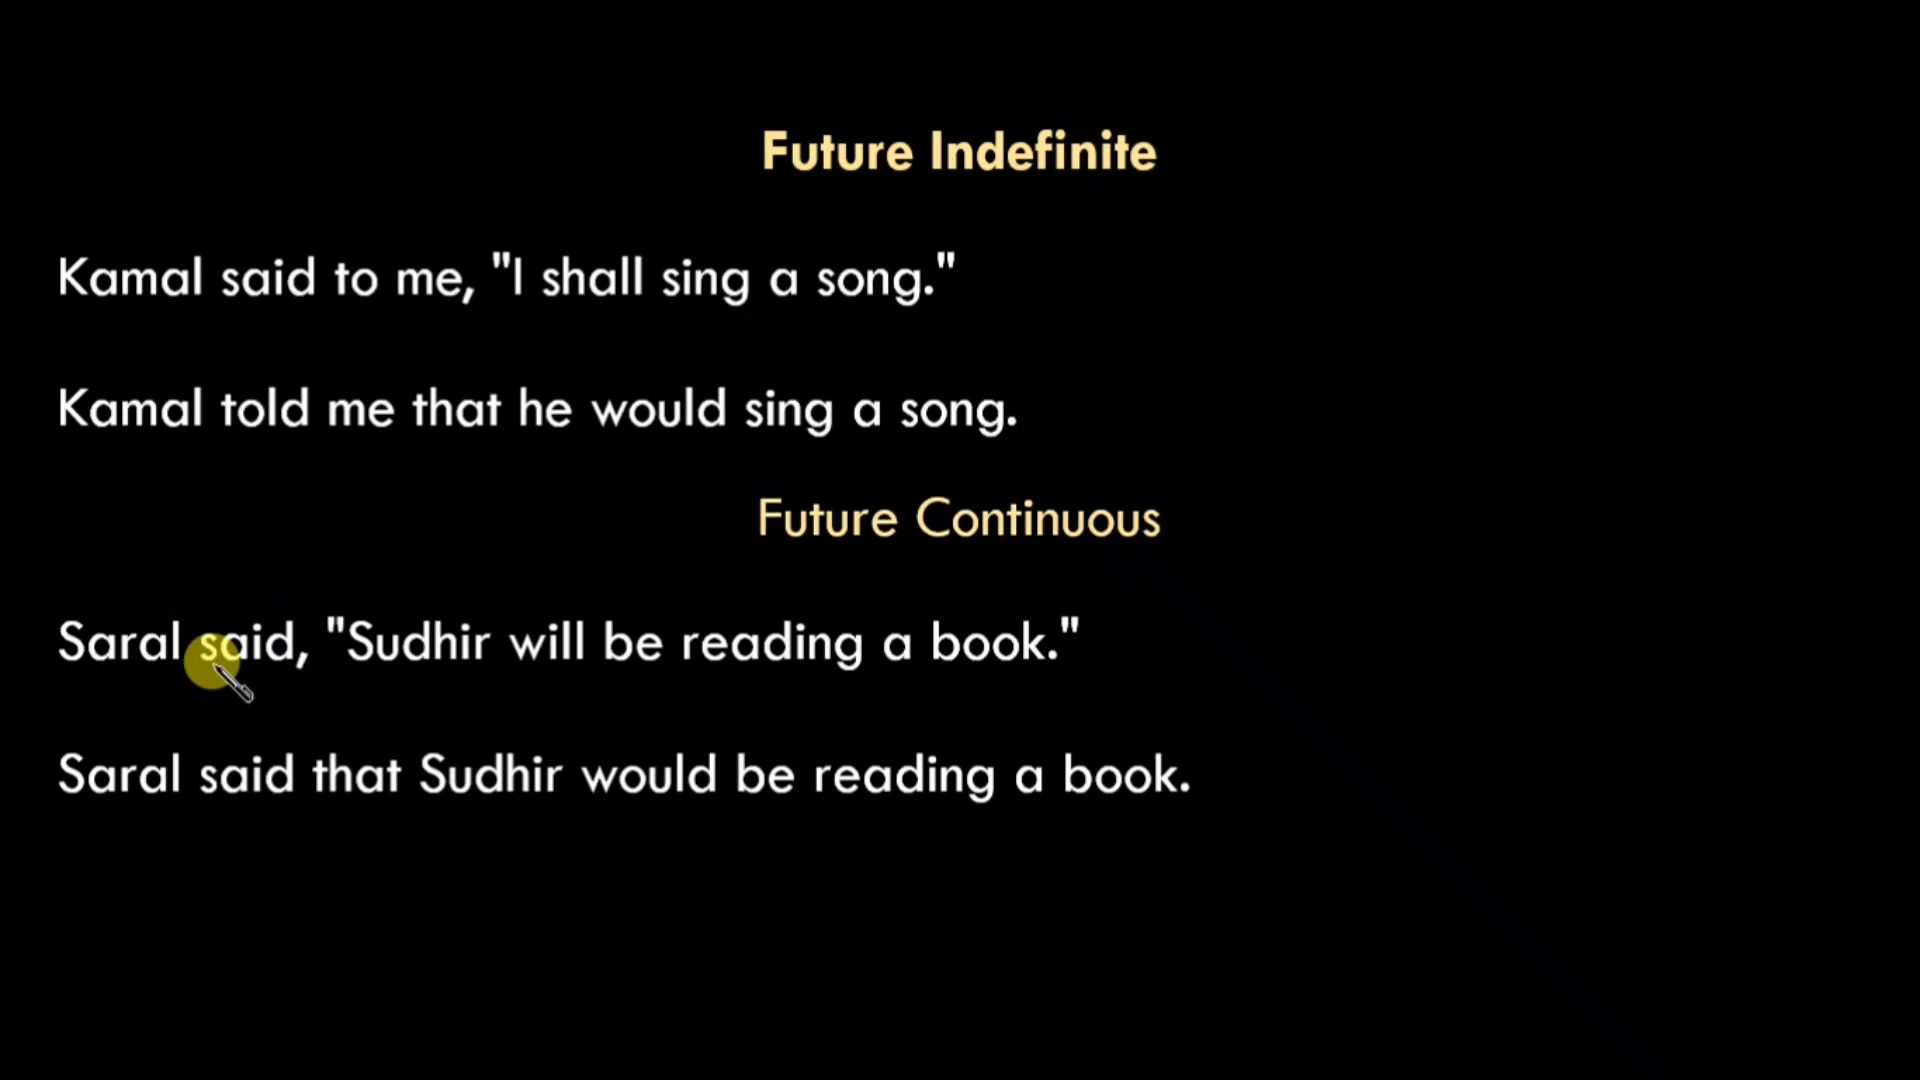 Future Indefinite
Kamal said to me, "I shall sing a song."
Kamal told me that he would sing a song.
Future Continuous
Saral said, "Sudhir will be reading a book."
Saral said that Sudhir would be reading a book.